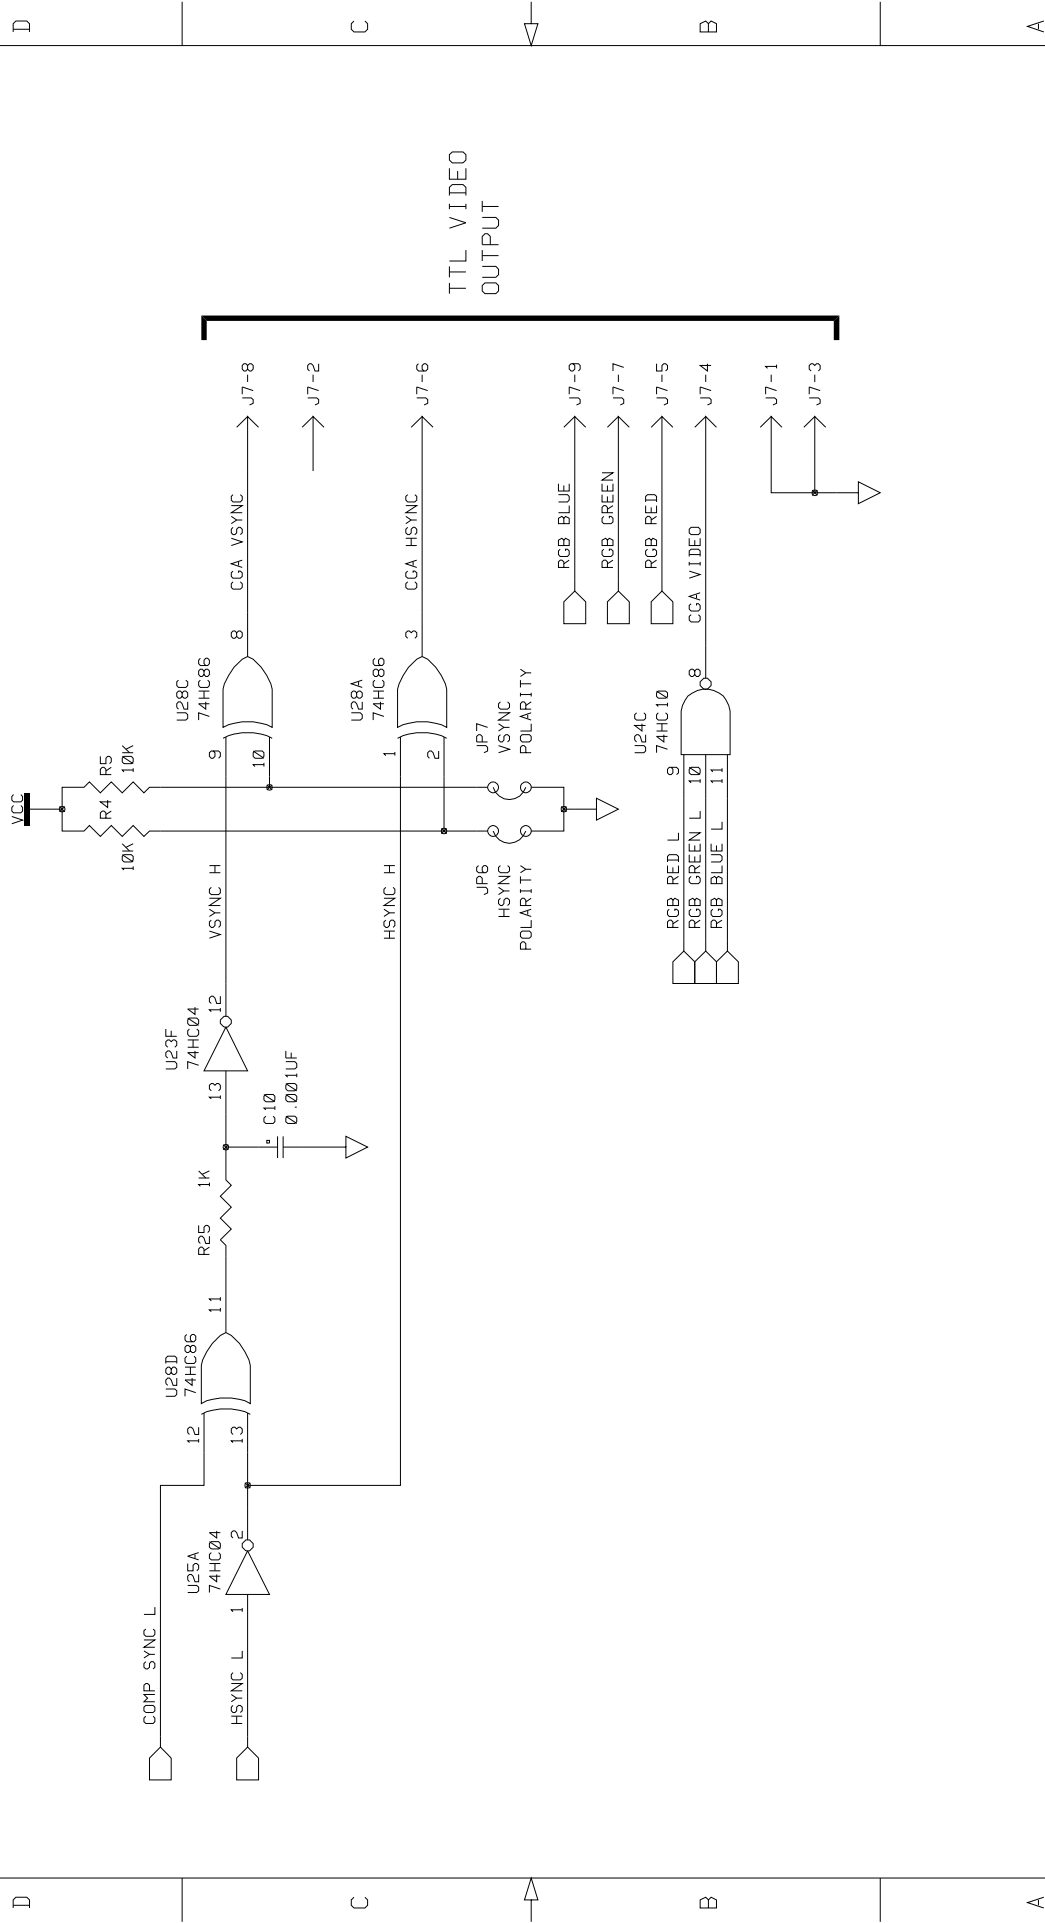 D
C
B
A
TTL VIDEO
OUTPUT
J7-8
J7-2
J7-6
J7-9
J7-7
J7-5
J7-4
J7-1
J7-3
CGA VSYNC
CGA HSYNC
RGB BLUE
RGB GREEN
RGB RED
CGA VIDEO
8
3
8
U28C
74HC86
9
10
U28A
74HC86
1
2
U24C
74HC10
9
10
11
VCC
R5
10K
R4
10K
JP7
VSYNC
POLARITY
JP6
HSYNC
POLARITY
VSYNC H
HSYNC H
RGB RED L
RGB GREEN L
RGB BLUE L
U23F
74HC04
12
13
C10
0.001UF
1K
R25
11
U28D
74HC86
12
13
U25A
74HC04
2
1
COMP SYNC L
HSYNC L
D
C
B
A